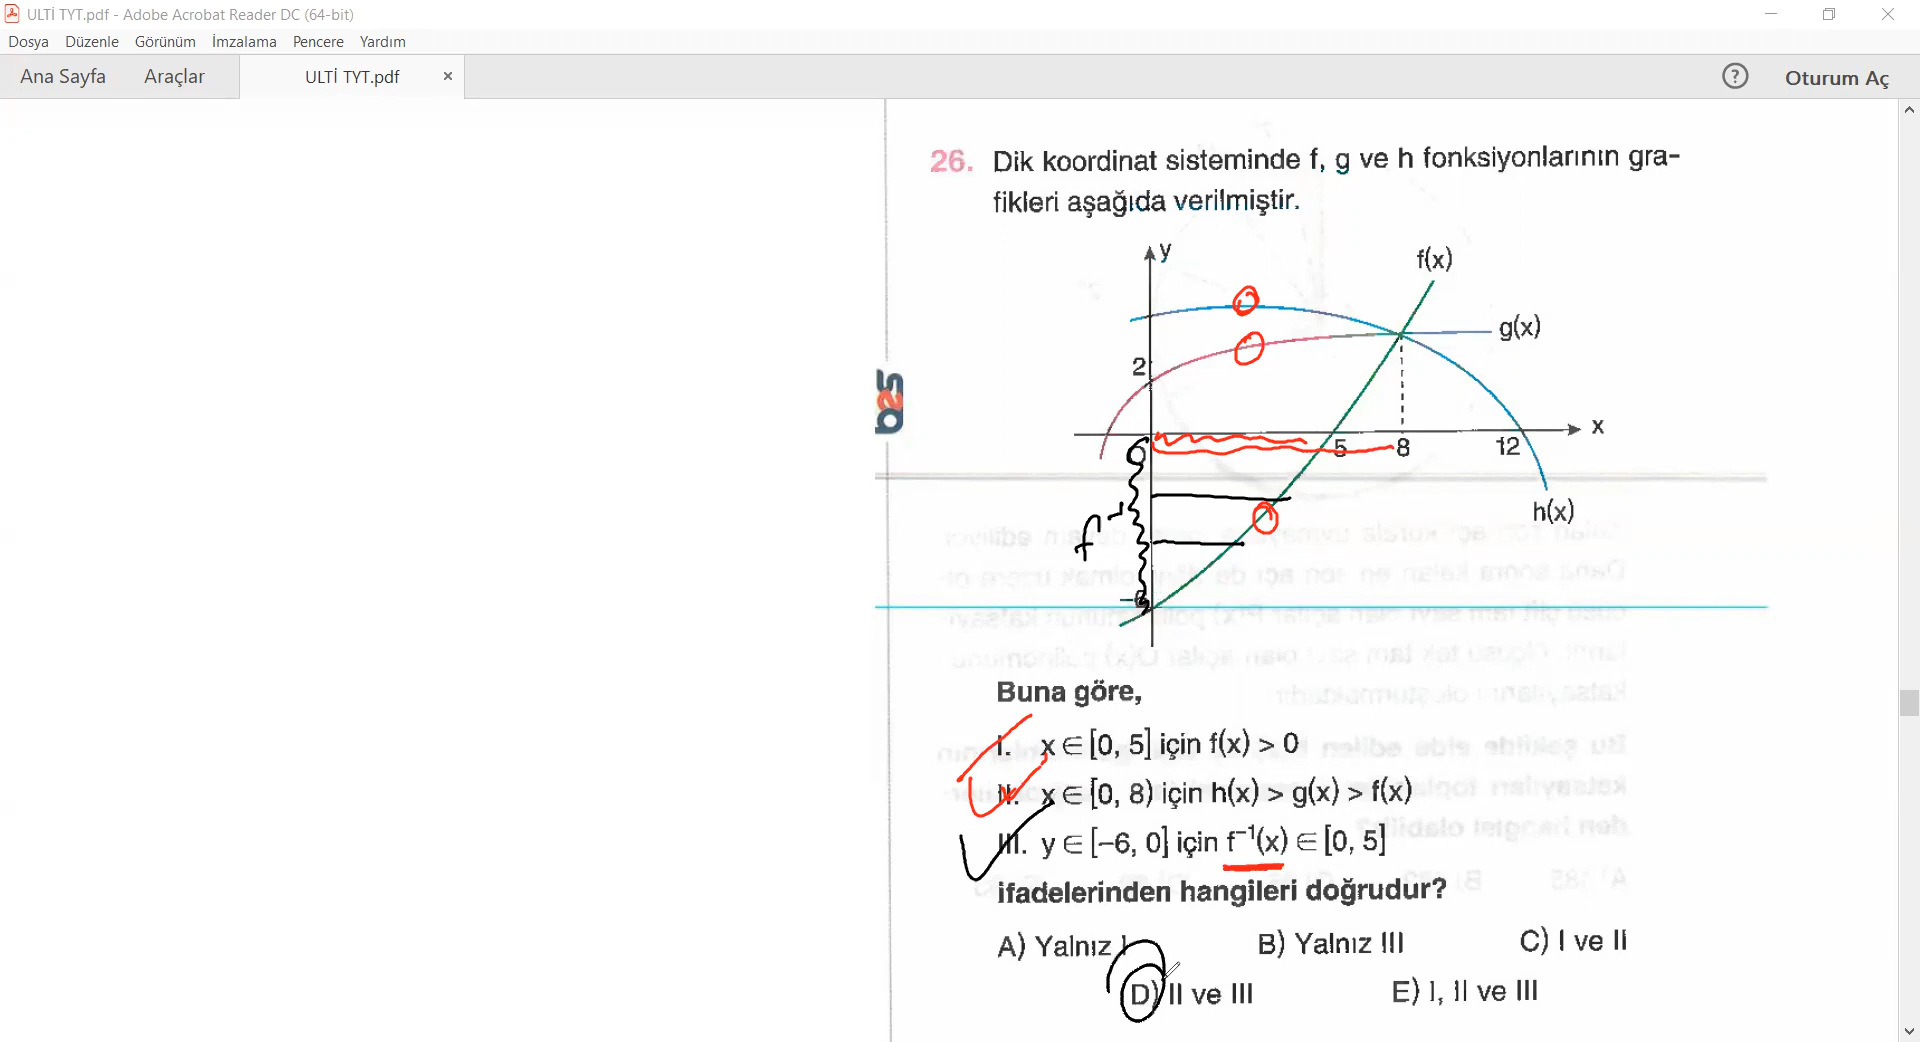 ULTİ TYT.pdf - Adobe Acrobat Reader DC (64-bit)
Dosya Düzenle Görünüm İmzalama Pencere Yardım
Ana Sayfa Araçlar ULTİ TYT.pdf × ? Oturum Aç
26. Dik koordinat sisteminde f, g ve h fonksiyonlarının gra-
fikleri aşağıda verilmiştir.
y
f(x)
g(x)
2
x
0 5 8 12
h(x)
f⁻¹
-6
Buna göre,
I. x ∈ [0, 5] için f(x) > 0
II. x ∈ [0, 8) için h(x) > g(x) > f(x)
III. y ∈ [-6, 0] için f⁻¹(x) ∈ [0, 5]
ifadelerinden hangileri doğrudur?
A) Yalnız I B) Yalnız III C) I ve II
D) II ve III E) I, II ve III